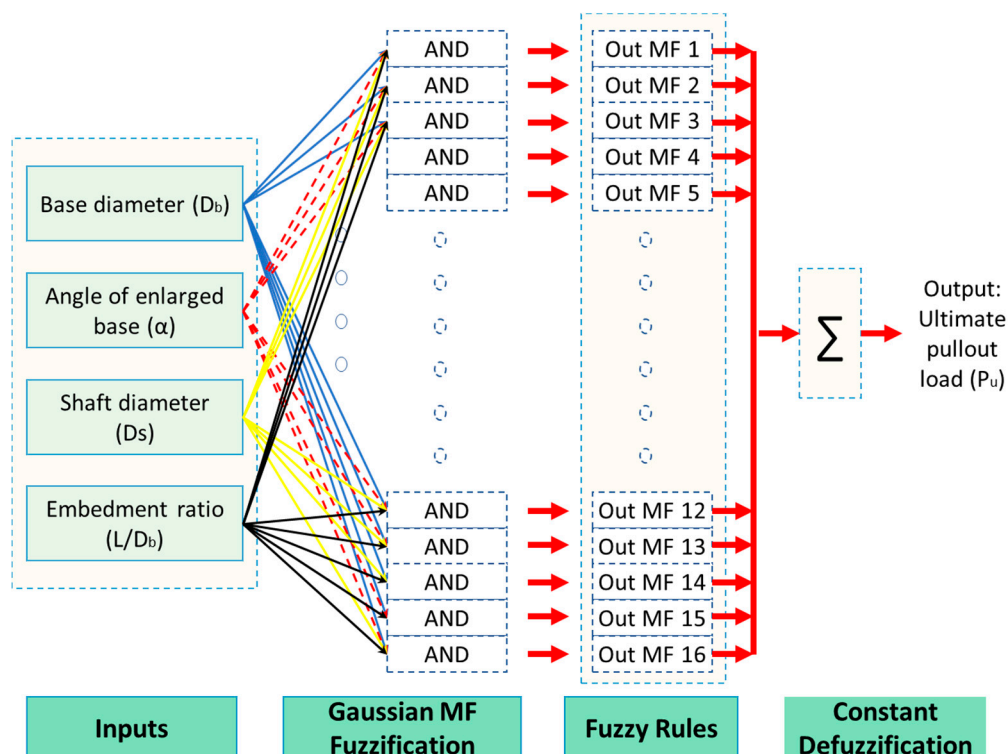 Base diameter (Db)
Angle of enlarged
base (α)
Shaft diameter
(Ds)
Embedment ratio
(L/Db)
AND
AND
AND
AND
AND
AND
AND
AND
AND
AND
Out MF 1
Out MF 2
Out MF 3
Out MF 4
Out MF 5
Out MF 12
Out MF 13
Out MF 14
Out MF 15
Out MF 16
∑
Output:
Ultimate
pullout
load (Pu)
Inputs
Gaussian MF
Fuzzification
Fuzzy Rules
Constant
Defuzzification